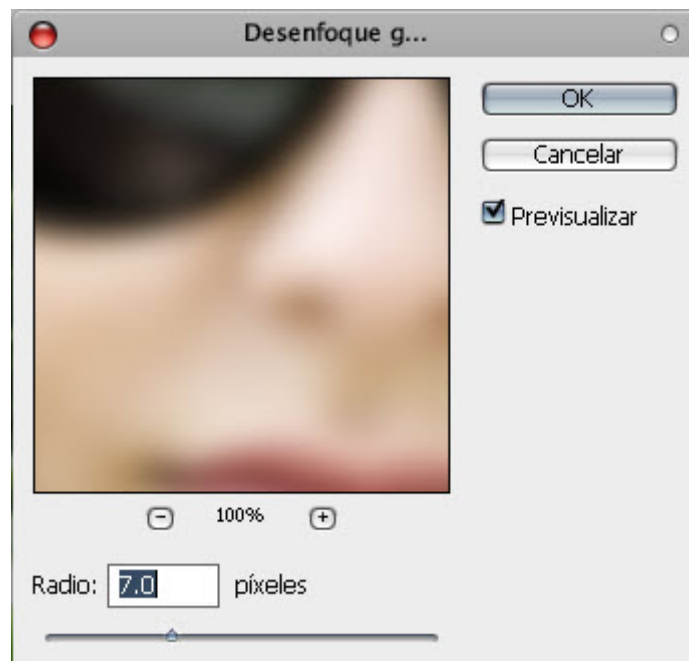 Desenfoque g...
OK
Cancelar
Previsualizar
100%
Radio: 7.0 píxeles